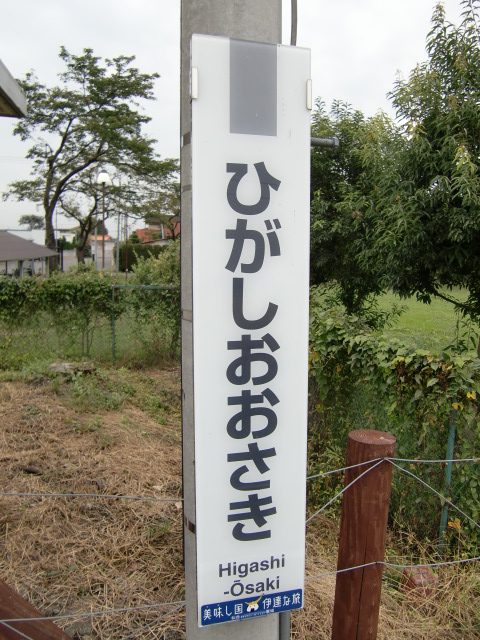 ひがしおおさき
Higashi
-Ōsaki
美味し国 伊達な旅